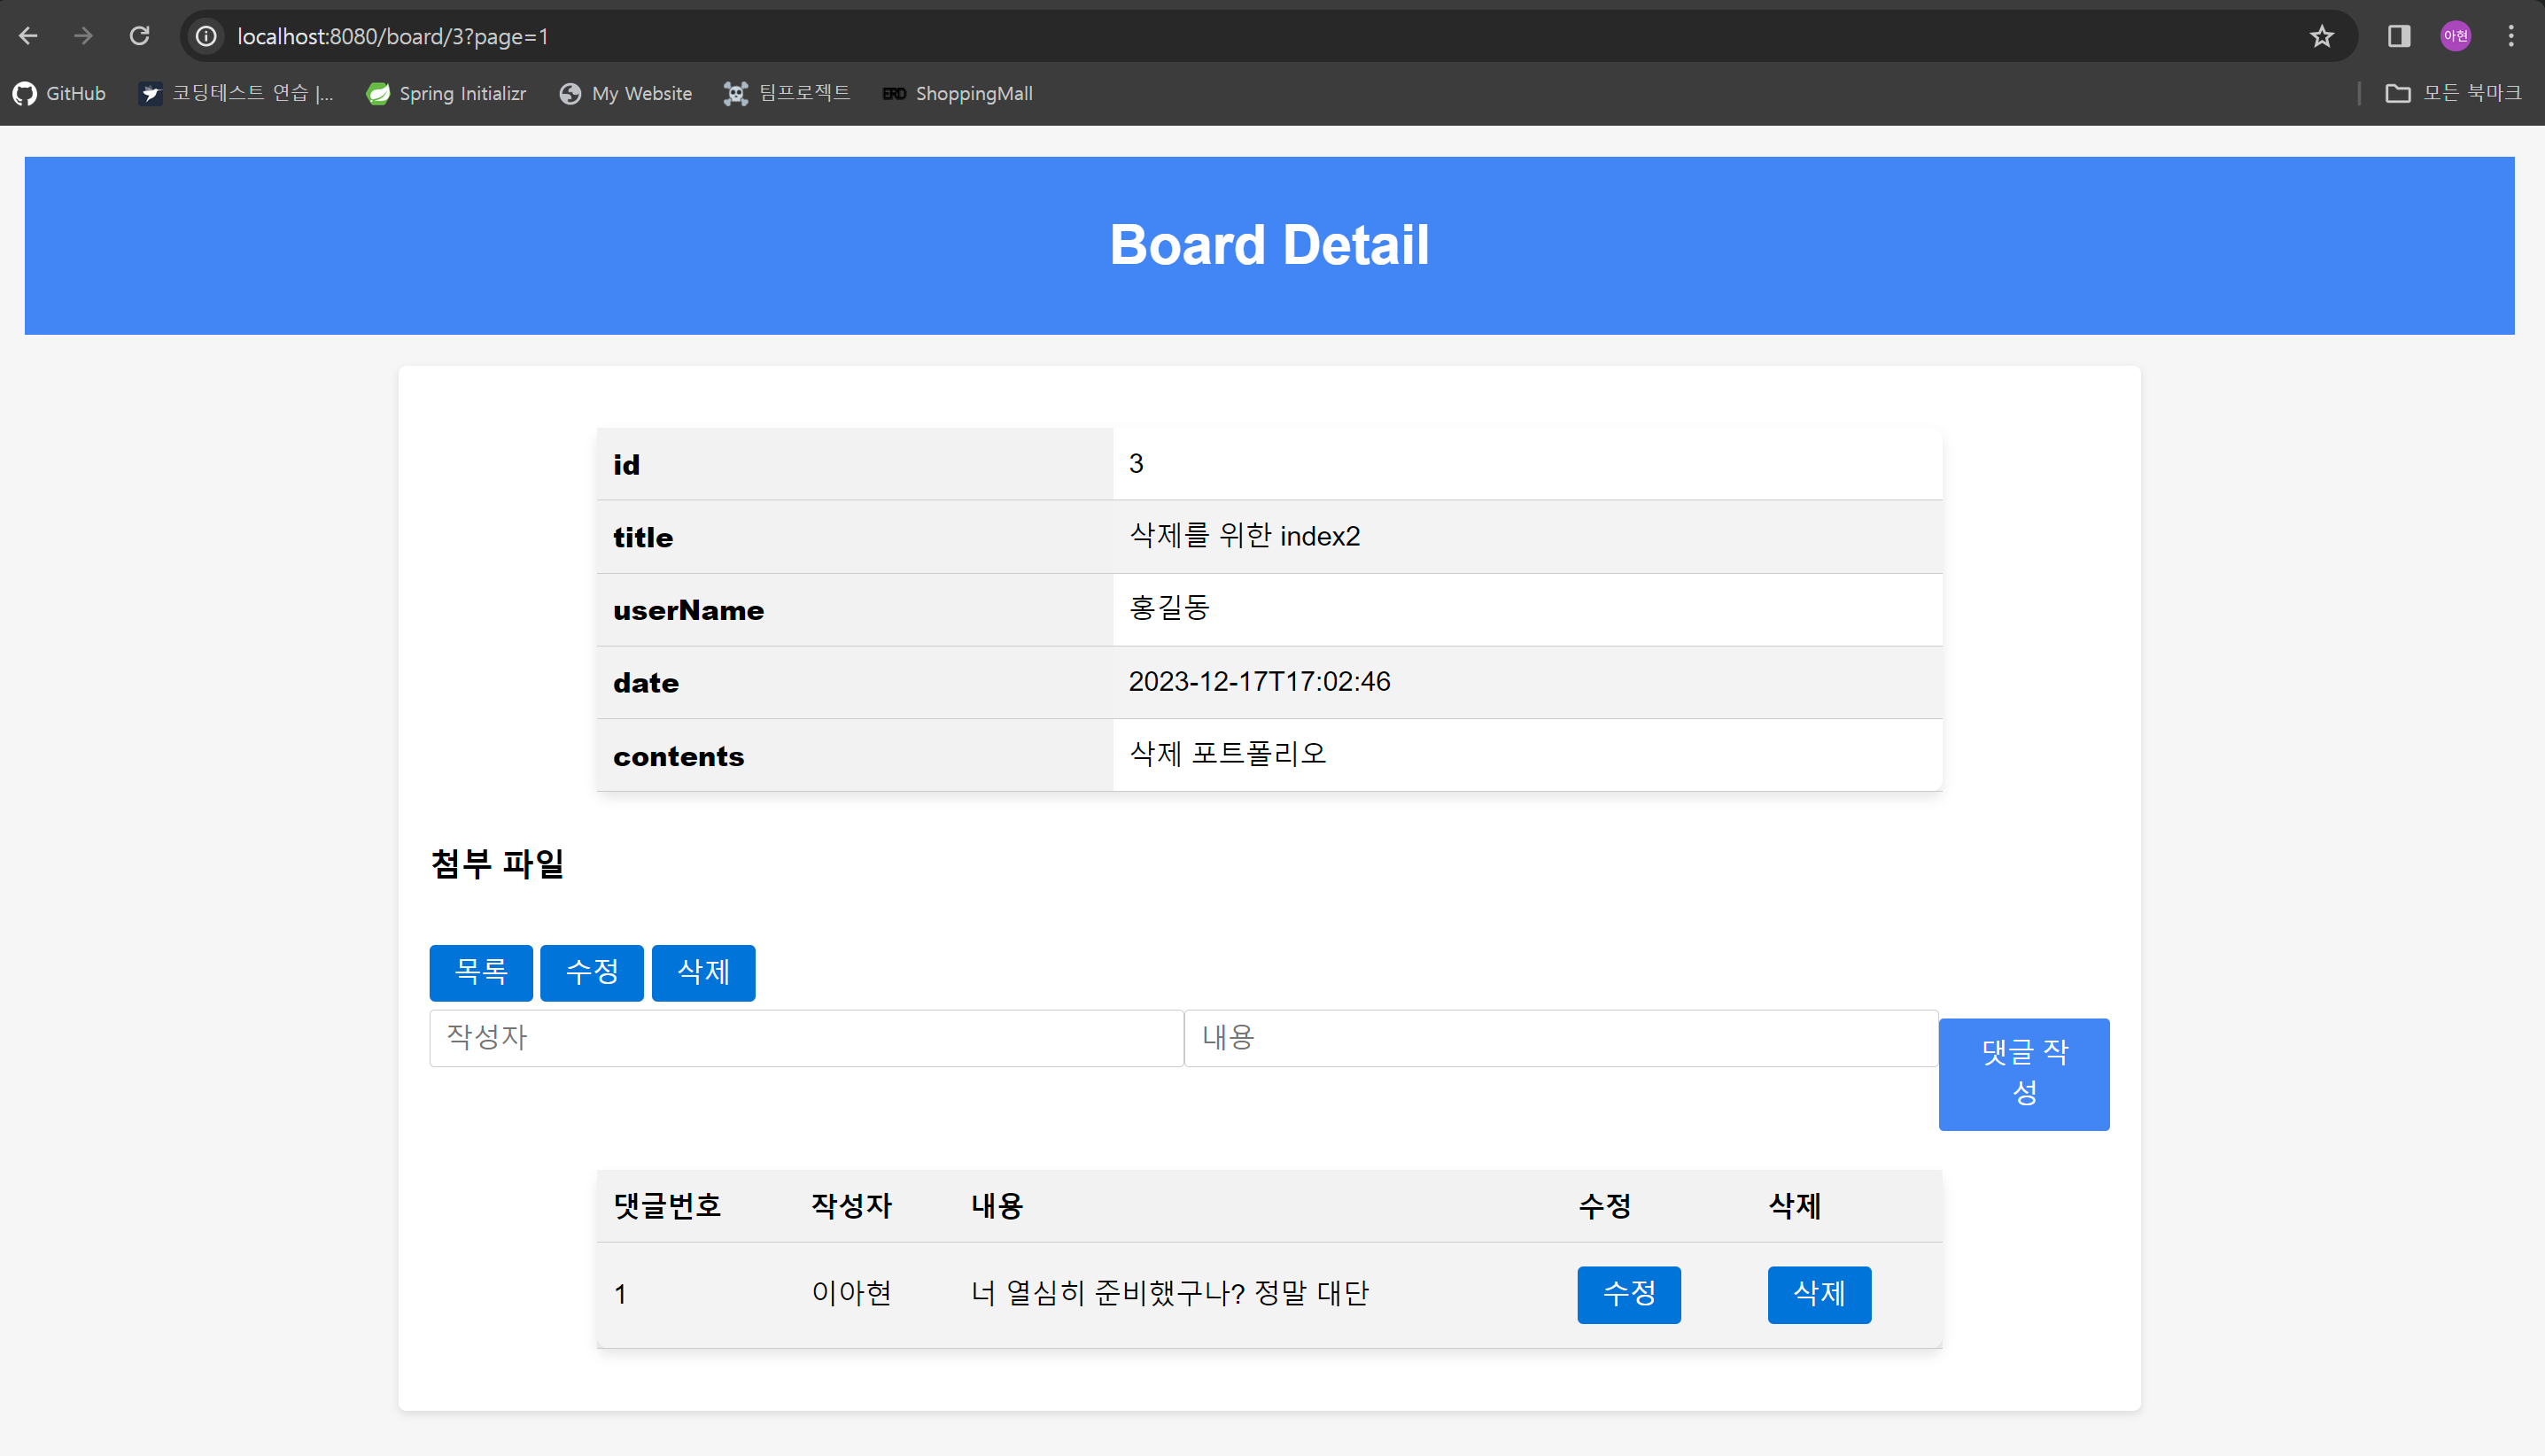 localhost:8080/board/3?page=1
아현
GitHub 코딩테스트 연습 |... Spring Initializr My Website 팀프로젝트 ERD ShoppingMall 모든 북마크
Board Detail
id 3
title 삭제를 위한 index2
userName 홍길동
date 2023-12-17T17:02:46
contents 삭제 포트폴리오
첨부 파일
목록 수정 삭제
작성자 내용 댓글 작
성
댓글번호 작성자 내용 수정 삭제
1 이아현 너 열심히 준비했구나? 정말 대단 수정 삭제